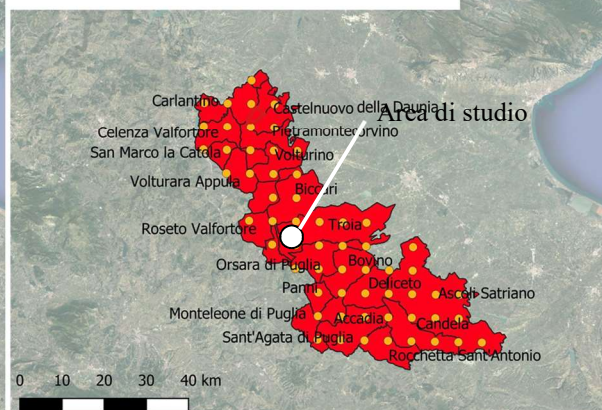 Carlantino
Castelnuovo della Daunia
Area di studio
Celenza Valfortore
Pietramontecorvino
San Marco la Catola
Volturino
Volturara Appula
Biccari
Roseto Valfortore
Troia
Orsara di Puglia
Bovino
Panni
Deliceto
Ascoli Satriano
Monteleone di Puglia
Accadia
Candela
Sant'Agata di Puglia
Rocchetta Sant'Antonio
0 10 20 30 40 km